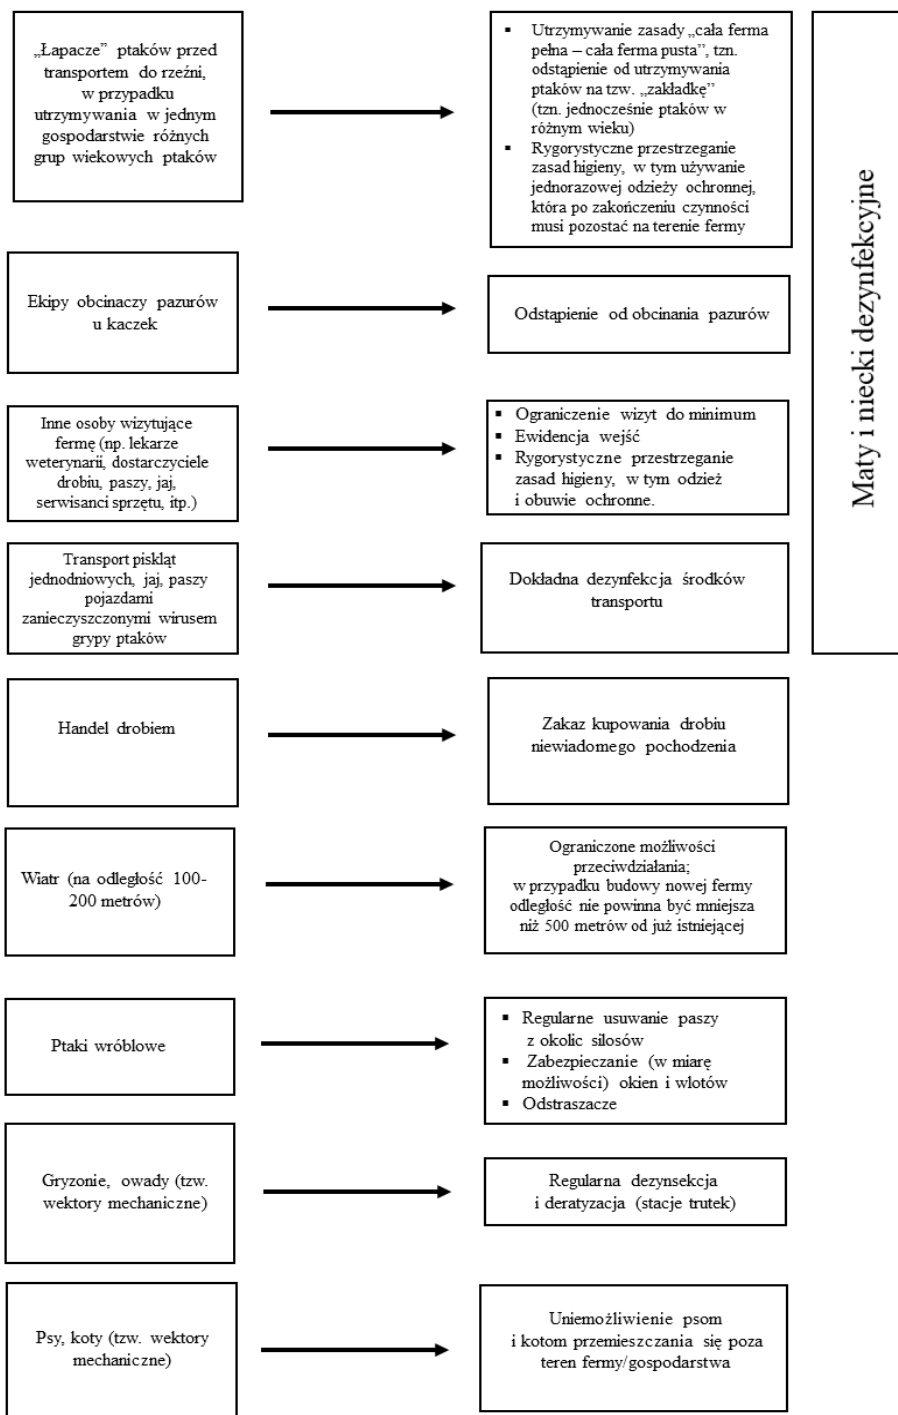 „Łapacze” ptaków przed
transportem do rzeźni,
w przypadku
utrzymywania w jednym
gospodarstwie różnych
grup wiekowych ptaków
▪ Utrzymywanie zasady „cała ferma
pełna – cała ferma pusta”, tzn.
odstąpienie od utrzymywania
ptaków na tzw. „zakładkę”
(tzn. jednocześnie ptaków w
różnym wieku)
▪ Rygorystyczne przestrzeganie
zasad higieny, w tym używanie
jednorazowej odzieży ochronnej,
która po zakończeniu czynności
musi pozostać na terenie fermy
Maty i niecki dezynfekcyjne
Ekipy obcinaczy pazurów
u kaczek
Odstąpienie od obcinania pazurów
Inne osoby wizytujące
fermę (np. lekarze
weterynarii, dostarczyciele
drobiu, paszy, jaj,
serwisanci sprzętu, itp.)
▪ Ograniczenie wizyt do minimum
▪ Ewidencja wejść
▪ Rygorystyczne przestrzeganie
zasad higieny, w tym odzież
i obuwie ochronne.
Transport piskląt
jednodniowych, jaj, paszy
pojazdami
zanieczyszczonymi wirusem
grypy ptaków
Dokładna dezynfekcja środków
transportu
Handel drobiem
Zakaz kupowania drobiu
niewiadomego pochodzenia
Wiatr (na odległość 100-
200 metrów)
Ograniczone możliwości
przeciwdziałania;
w przypadku budowy nowej fermy
odległość nie powinna być mniejsza
niż 500 metrów od już istniejącej
Ptaki wróblowe
▪ Regularne usuwanie paszy
z okolic silosów
▪ Zabezpieczanie (w miarę
możliwości) okien i wlotów
▪ Odstraszacze
Gryzonie, owady (tzw.
wektory mechaniczne)
Regularna dezynsekcja
i deratyzacja (stacje trutek)
Psy, koty (tzw. wektory
mechaniczne)
Uniemożliwienie psom
i kotom przemieszczania się poza
teren fermy/gospodarstwa